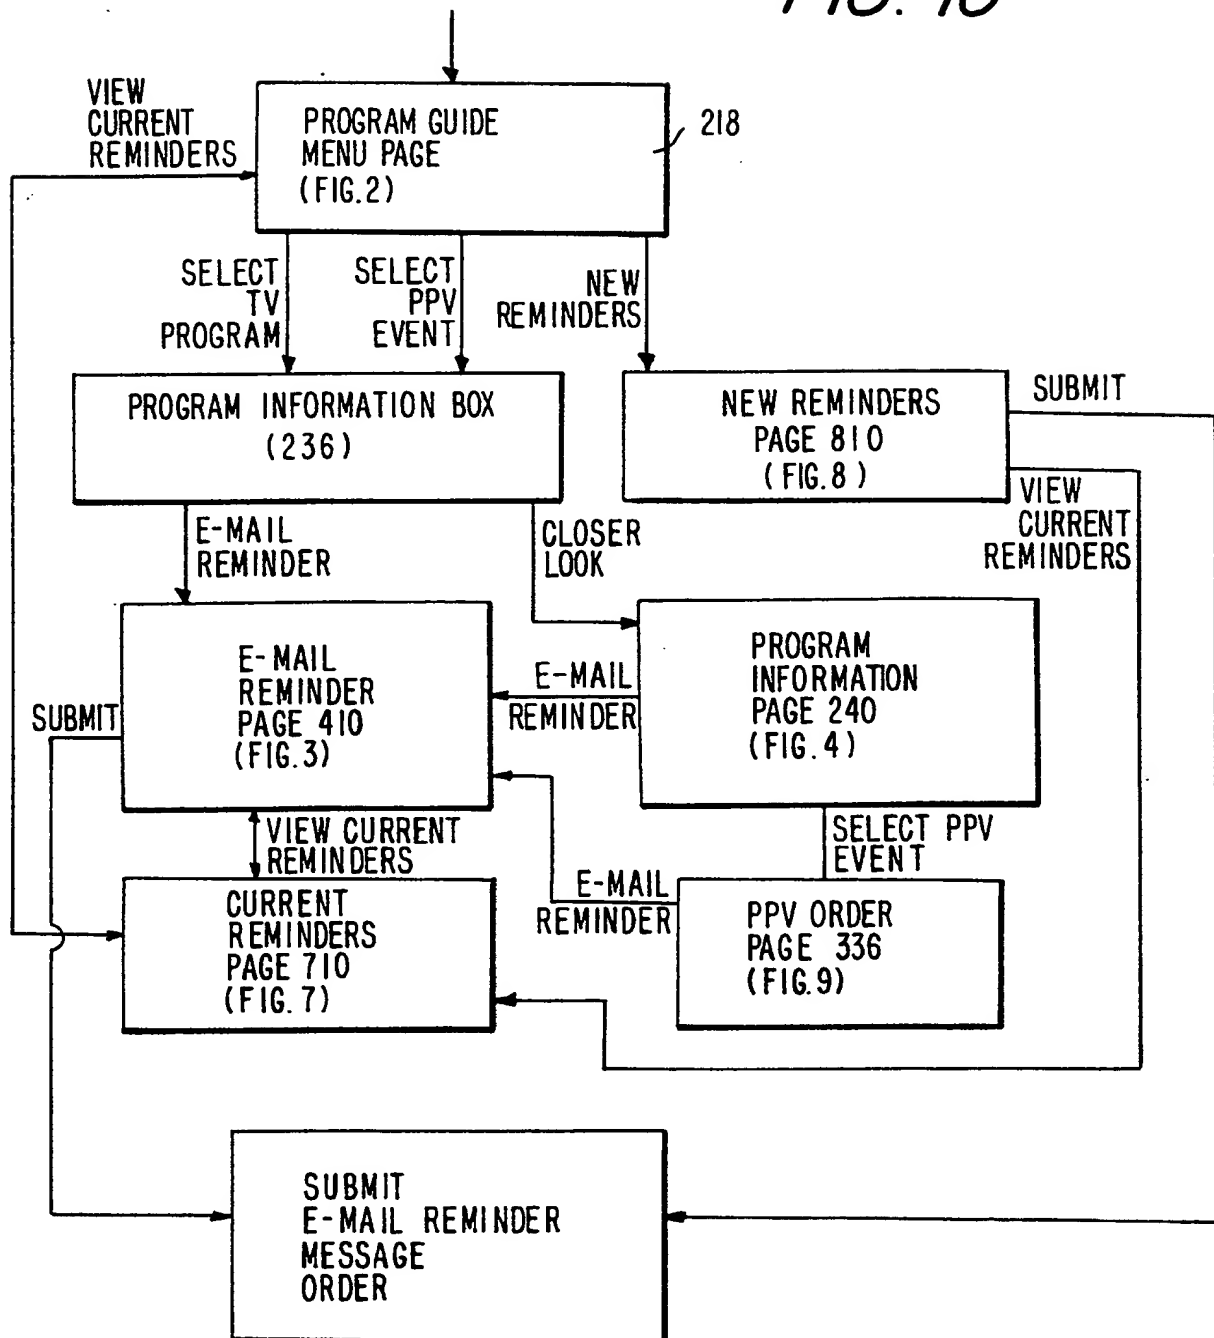 FIG. 10
VIEW
CURRENT
REMINDERS
PROGRAM GUIDE
MENU PAGE
(FIG.2)
218
SELECT
TV
PROGRAM
SELECT
PPV
EVENT
NEW
REMINDERS
PROGRAM INFORMATION BOX
(236)
NEW REMINDERS
PAGE 810
(FIG.8)
SUBMIT
VIEW
CURRENT
REMINDERS
E-MAIL
REMINDER
CLOSER
LOOK
E-MAIL
REMINDER
PAGE 410
(FIG.3)
E-MAIL
REMINDER
PROGRAM
INFORMATION
PAGE 240
(FIG.4)
SUBMIT
VIEW CURRENT
REMINDERS
SELECT PPV
EVENT
CURRENT
REMINDERS
PAGE 710
(FIG.7)
E-MAIL
REMINDER
PPV ORDER
PAGE 336
(FIG.9)
SUBMIT
E-MAIL REMINDER
MESSAGE
ORDER